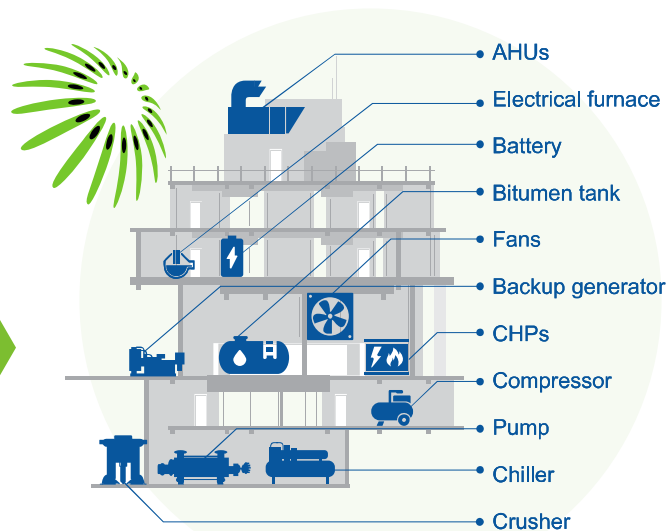 AHUs
Electrical furnace
Battery
Bitumen tank
Fans
Backup generator
CHPs
Compressor
Pump
Chiller
Crusher